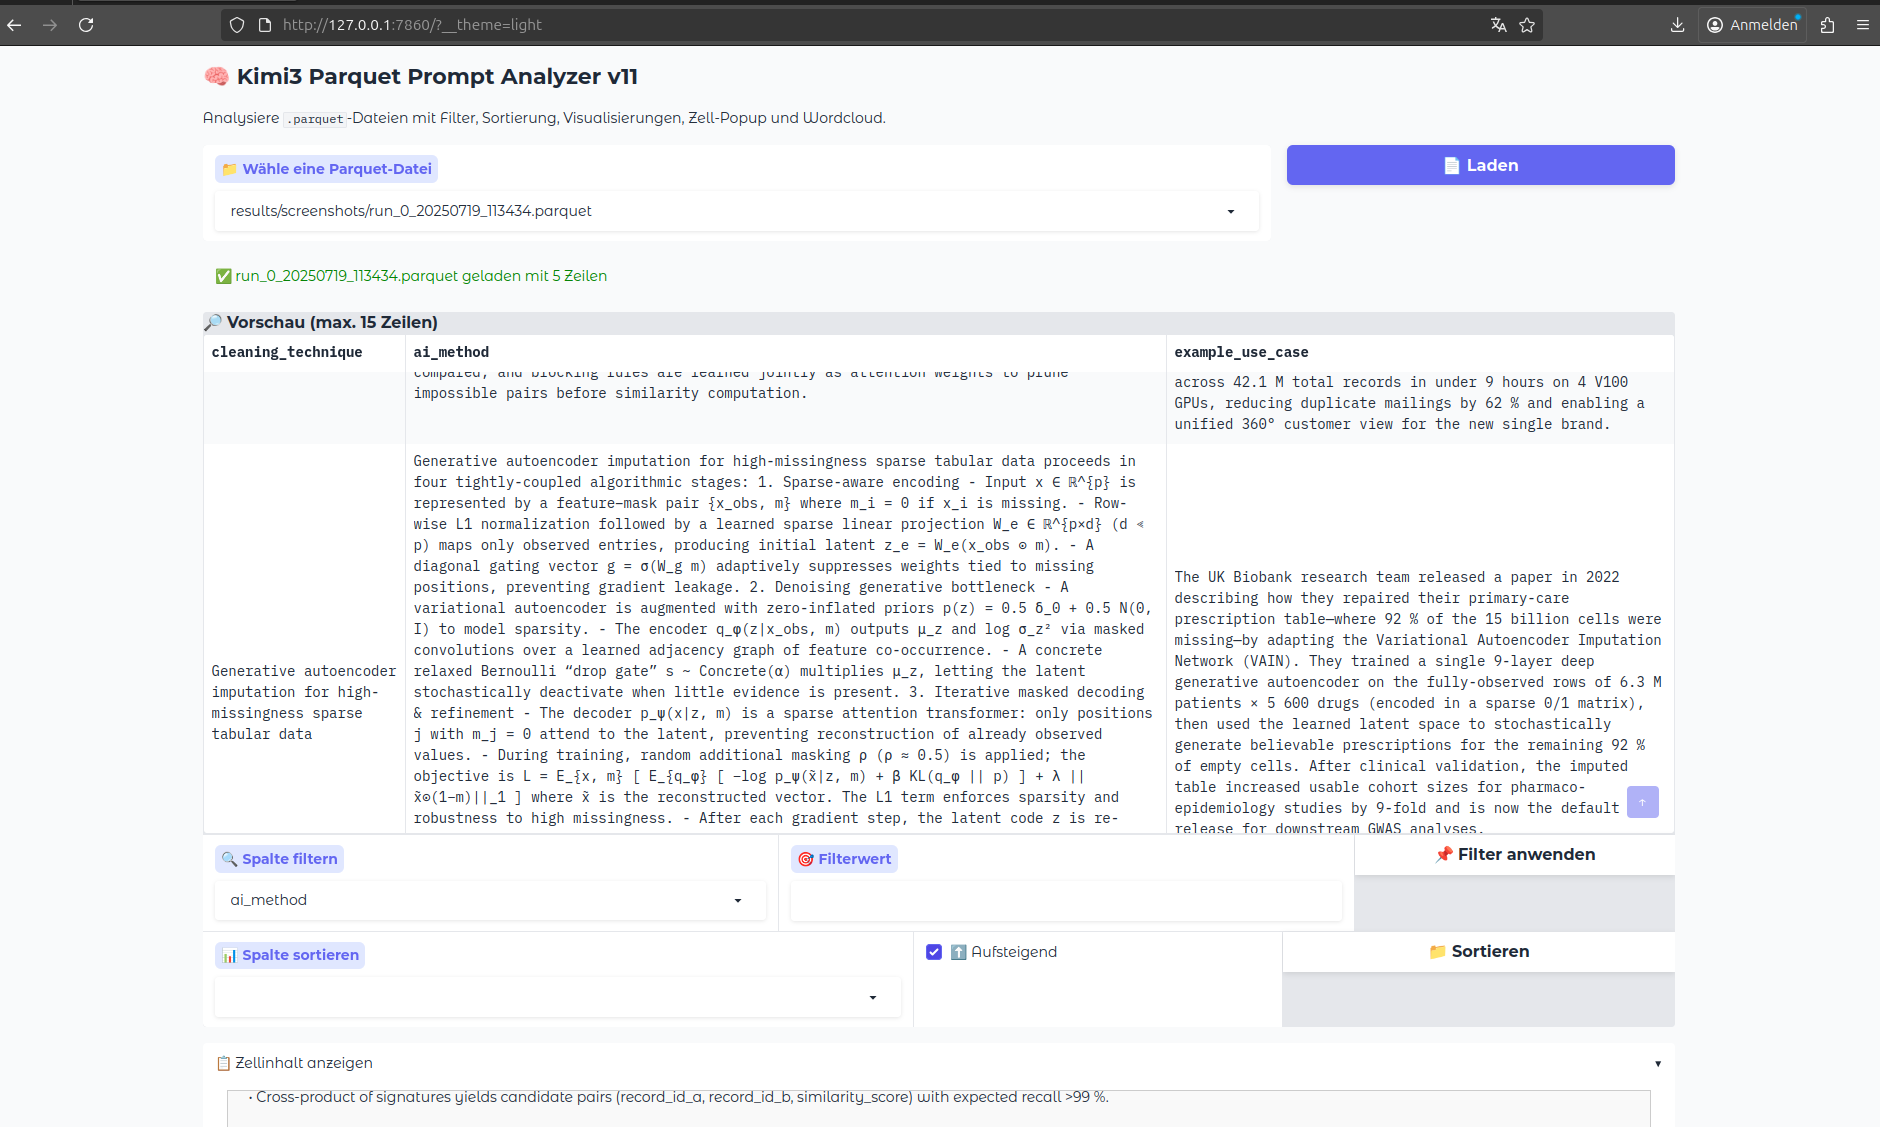 http://127.0.0.1:7860/?__theme=light
Anmelden
Kimi3 Parquet Prompt Analyzer v11
Analysiere .parquet-Dateien mit Filter, Sortierung, Visualisierungen, Zell-Popup und Wordcloud.
Wähle eine Parquet-Datei
results/screenshots/run_0_20250719_113434.parquet
Laden
run_0_20250719_113434.parquet geladen mit 5 Zeilen
Vorschau (max. 15 Zeilen)
cleaning_technique
ai_method
example_use_case
compared, and blocking rules are learned jointly as attention weights to prune
impossible pairs before similarity computation.
across 42.1 M total records in under 9 hours on 4 V100
GPUs, reducing duplicate mailings by 62 % and enabling a
unified 360° customer view for the new single brand.
Generative autoencoder
imputation for high-
missingness sparse
tabular data
Generative autoencoder imputation for high-missingness sparse tabular data proceeds in
four tightly-coupled algorithmic stages: 1. Sparse-aware encoding - Input x ∈ ℝ^{p} is
represented by a feature–mask pair {x_obs, m} where m_i = 0 if x_i is missing. - Row-
wise L1 normalization followed by a learned sparse linear projection W_e ∈ ℝ^{p×d} (d ⪡
p) maps only observed entries, producing initial latent z_e = W_e(x_obs ⊙ m). - A
diagonal gating vector g = σ(W_g m) adaptively suppresses weights tied to missing
positions, preventing gradient leakage. 2. Denoising generative bottleneck - A
variational autoencoder is augmented with zero-inflated priors p(z) = 0.5 δ_0 + 0.5 N(0,
I) to model sparsity. - The encoder q_φ(z|x_obs, m) outputs μ_z and log σ_z² via masked
convolutions over a learned adjacency graph of feature co-occurrence. - A concrete
relaxed Bernoulli “drop gate” s ~ Concrete(α) multiplies μ_z, letting the latent
stochastically deactivate when little evidence is present. 3. Iterative masked decoding
& refinement - The decoder p_ψ(x|z, m) is a sparse attention transformer: only positions
j with m_j = 0 attend to the latent, preventing reconstruction of already observed
values. - During training, random additional masking ρ (ρ ≈ 0.5) is applied; the
objective is L = E_{x, m} [ E_{q_φ} [ −log p_ψ(x̃|z, m) + β KL(q_φ || p) ] + λ ||
x̃⊙(1−m)||_1 ] where x̃ is the reconstructed vector. The L1 term enforces sparsity and
robustness to high missingness. - After each gradient step, the latent code z is re-
The UK Biobank research team released a paper in 2022
describing how they repaired their primary-care
prescription table—where 92 % of the 15 billion cells were
missing—by adapting the Variational Autoencoder Imputation
Network (VAIN). They trained a single 9-layer deep
generative autoencoder on the fully-observed rows of 6.3 M
patients × 5 600 drugs (encoded in a sparse 0/1 matrix),
then used the learned latent space to stochastically
generate believable prescriptions for the remaining 92 %
of empty cells. After clinical validation, the imputed
table increased usable cohort sizes for pharmaco-
epidemiology studies by 9-fold and is now the default
release for downstream GWAS analyses.
Spalte filtern
ai_method
Filterwert
Filter anwenden
Spalte sortieren
Aufsteigend
Sortieren
Zellinhalt anzeigen
• Cross-product of signatures yields candidate pairs (record_id_a, record_id_b, similarity_score) with expected recall >99 %.